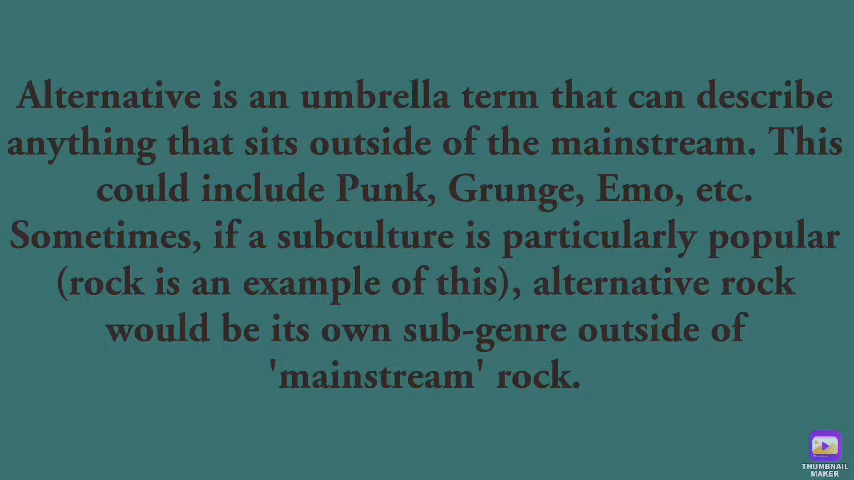 Alternative is an umbrella term that can describe
anything that sits outside of the mainstream. This
could include Punk, Grunge, Emo, etc.
Sometimes, if a subculture is particularly popular
(rock is an example of this), alternative rock
would be its own sub-genre outside of
'mainstream' rock.
THUMBNAIL
MAKER